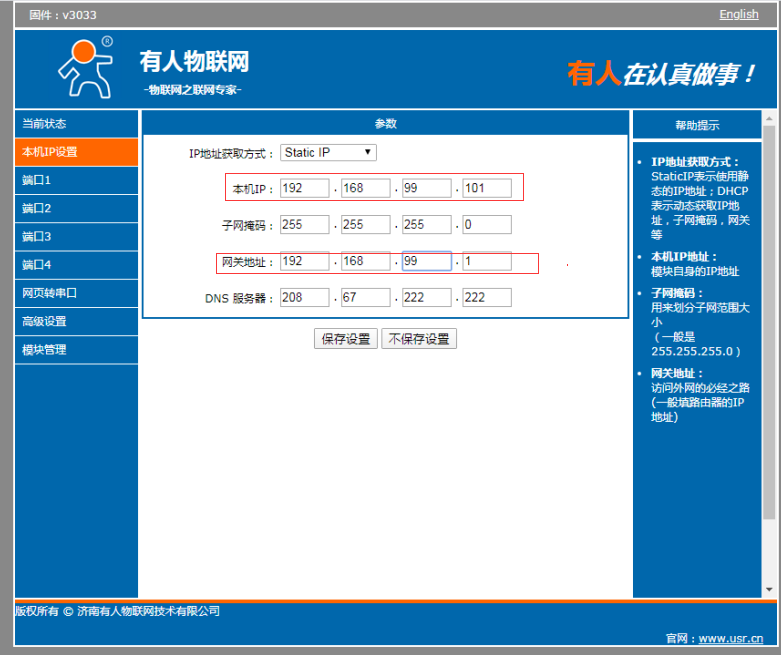 固件：v3033
English
®
有人物联网
-物联网之联网专家-
有人在认真做事！
当前状态
本机IP设置
端口1
端口2
端口3
端口4
网页转串口
高级设置
模块管理
参数
IP地址获取方式： Static IP
本机IP： 192 . 168 . 99 . 101
子网掩码： 255 . 255 . 255 . 0
网关地址： 192 . 168 . 99 . 1
DNS 服务器： 208 . 67 . 222 . 222
保存设置 不保存设置
帮助提示
• IP地址获取方式：
StaticIP表示使用静
态的IP地址；DHCP
表示动态获取IP地
址，子网掩码，网关
等
• 本机IP地址：
模块自身的IP地址
• 子网掩码：
用来划分子网范围大
小
（一般是
255.255.255.0）
• 网关地址：
访问外网的必经之路
(一般填路由器的IP
地址)
版权所有 © 济南有人物联网技术有限公司
官网：www.usr.cn